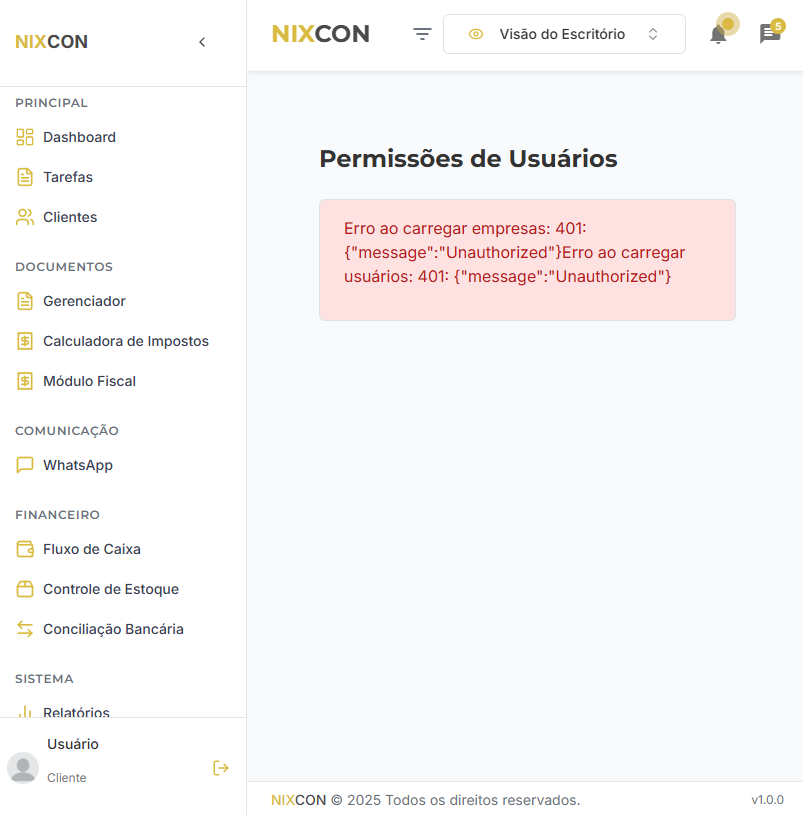 NIXCON
PRINCIPAL
Dashboard
Tarefas
Clientes
DOCUMENTOS
Gerenciador
Calculadora de Impostos
Módulo Fiscal
COMUNICAÇÃO
WhatsApp
FINANCEIRO
Fluxo de Caixa
Controle de Estoque
Conciliação Bancária
SISTEMA
Relatórios
Usuário
Cliente
NIXCON
Visão do Escritório
5
Permissões de Usuários
Erro ao carregar empresas: 401:
{"message":"Unauthorized"}Erro ao carregar
usuários: 401: {"message":"Unauthorized"}
NIXCON © 2025 Todos os direitos reservados.
v1.0.0